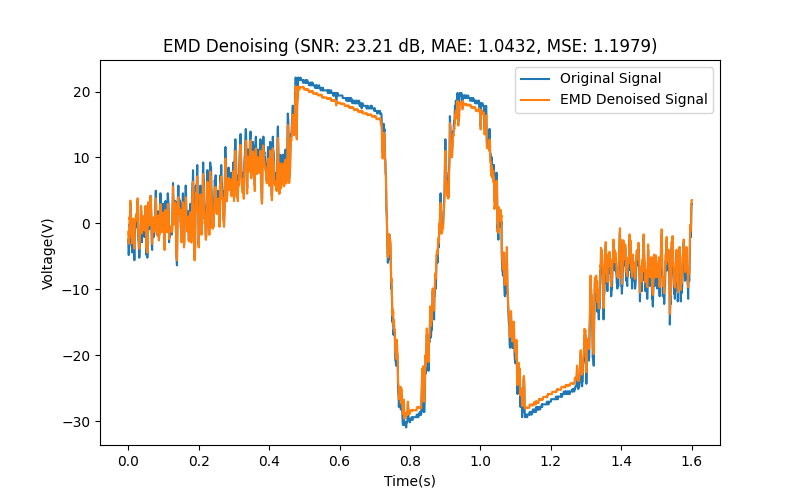 EMD Denoising (SNR: 23.21 dB, MAE: 1.0432, MSE: 1.1979)
Original Signal
EMD Denoised Signal
20
10
0
−10
−20
−30
Voltage(V)
0.0 0.2 0.4 0.6 0.8 1.0 1.2 1.4 1.6
Time(s)